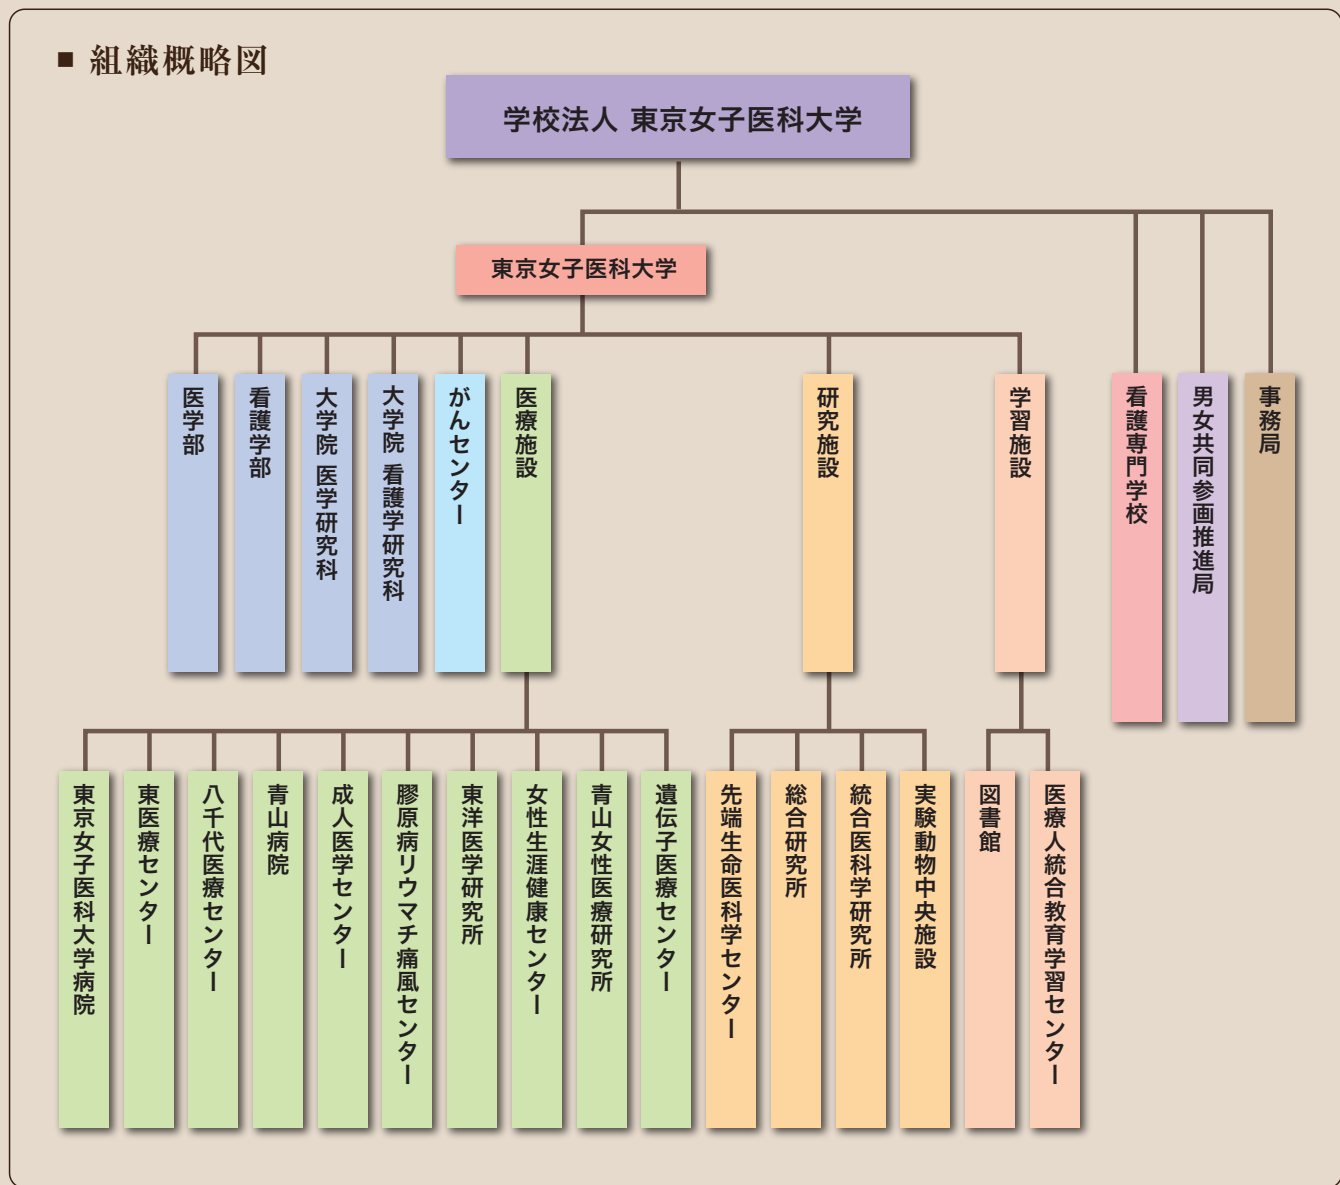 ■ 組織概略図
学校法人 東京女子医科大学
東京女子医科大学
医学部
看護学部
大学院 医学研究科
大学院 看護学研究科
がんセンター
医療施設
研究施設
学習施設
看護専門学校
男女共同参画推進局
事務局
東京女子医科大学病院
東医療センター
八千代医療センター
青山病院
成人医学センター
膠原病リウマチ痛風センター
東洋医学研究所
女性生涯健康センター
青山女性医療研究所
遺伝子医療センター
先端生命医科学センター
総合研究所
統合医科学研究所
実験動物中央施設
図書館
医療人統合教育学習センター